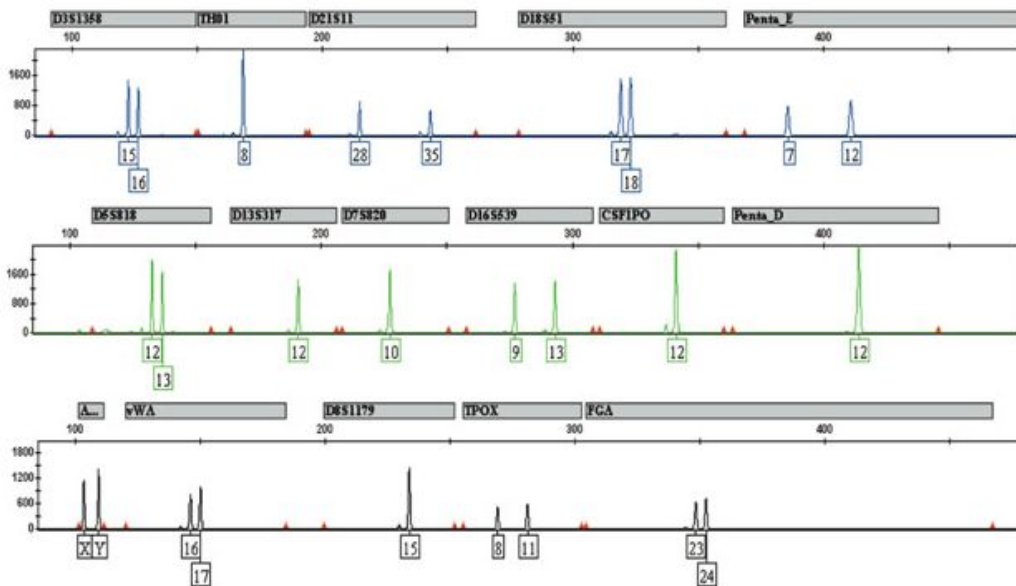 D3S1358 TH01 D21S11 D18S51 Penta_E
100 200 300 400
1600
800
0
15 8 28 35 17 7 12
16 18
D5S818 D13S317 D7S820 D16S539 CSF1PO Penta_D
100 200 300 400
1600
800
0
12 12 10 9 13 12 12
13
A... vWA D8S1179 TPOX FGA
100 200 300 400
1800
1200
600
0
X Y 16 15 8 11 23
17 24